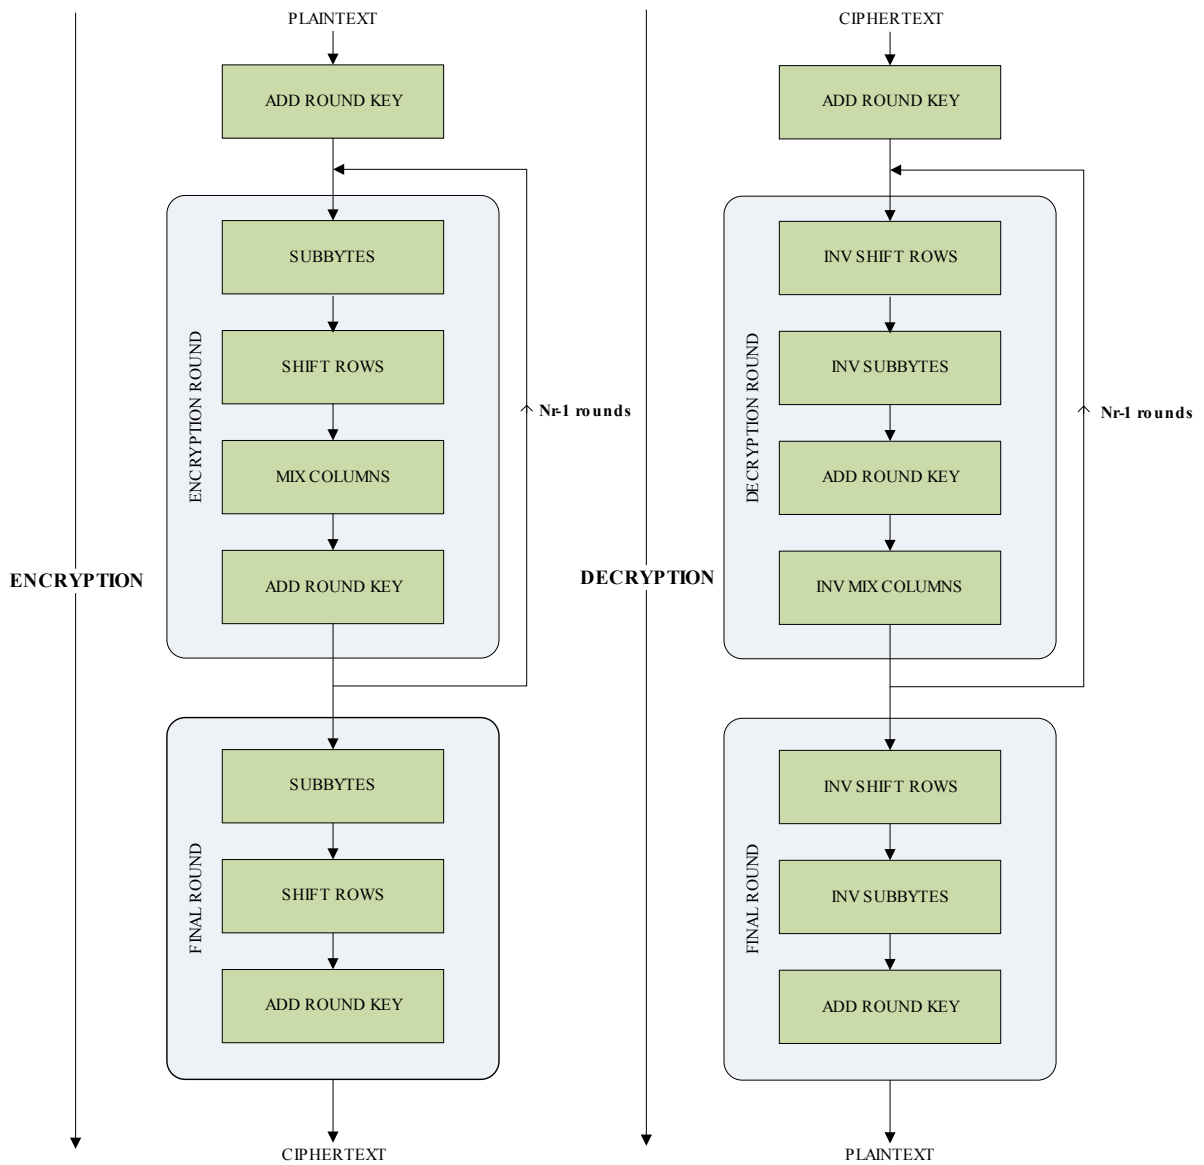 PLAINTEXT
ADD ROUND KEY
SUBBYTES
SHIFT ROWS
MIX COLUMNS
ADD ROUND KEY
ENCRYPTION ROUND
Nr-1 rounds
ENCRYPTION
SUBBYTES
SHIFT ROWS
ADD ROUND KEY
FINAL ROUND
CIPHERTEXT
CIPHERTEXT
ADD ROUND KEY
INV SHIFT ROWS
INV SUBBYTES
ADD ROUND KEY
INV MIX COLUMNS
DECRYPTION ROUND
Nr-1 rounds
DECRYPTION
INV SHIFT ROWS
INV SUBBYTES
ADD ROUND KEY
FINAL ROUND
PLAINTEXT